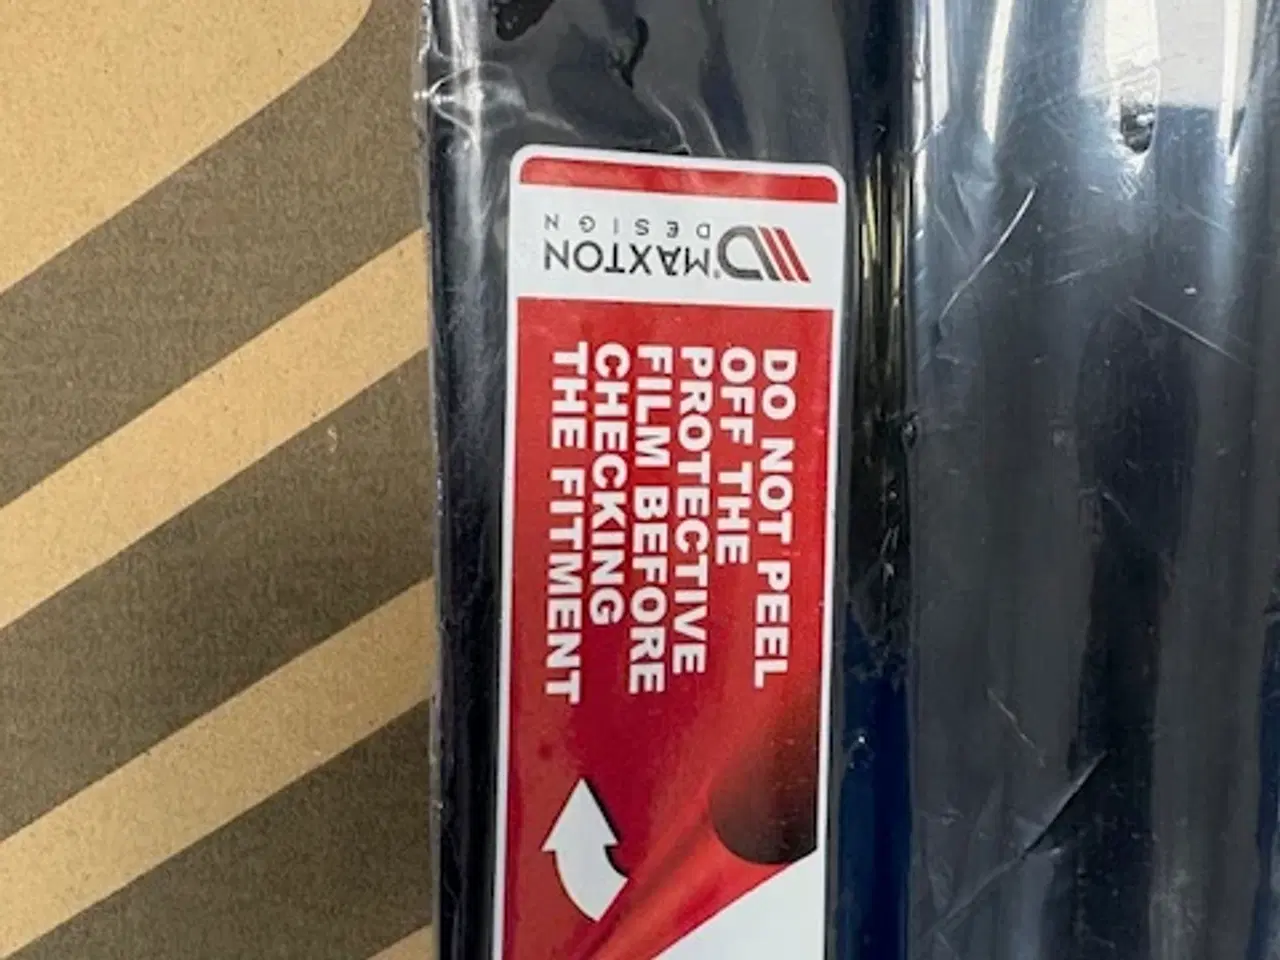 MAXTON
DESIGN
DO NOT PEEL
OFF THE
PROTECTIVE
FILM BEFORE
CHECKING
THE FITMENT